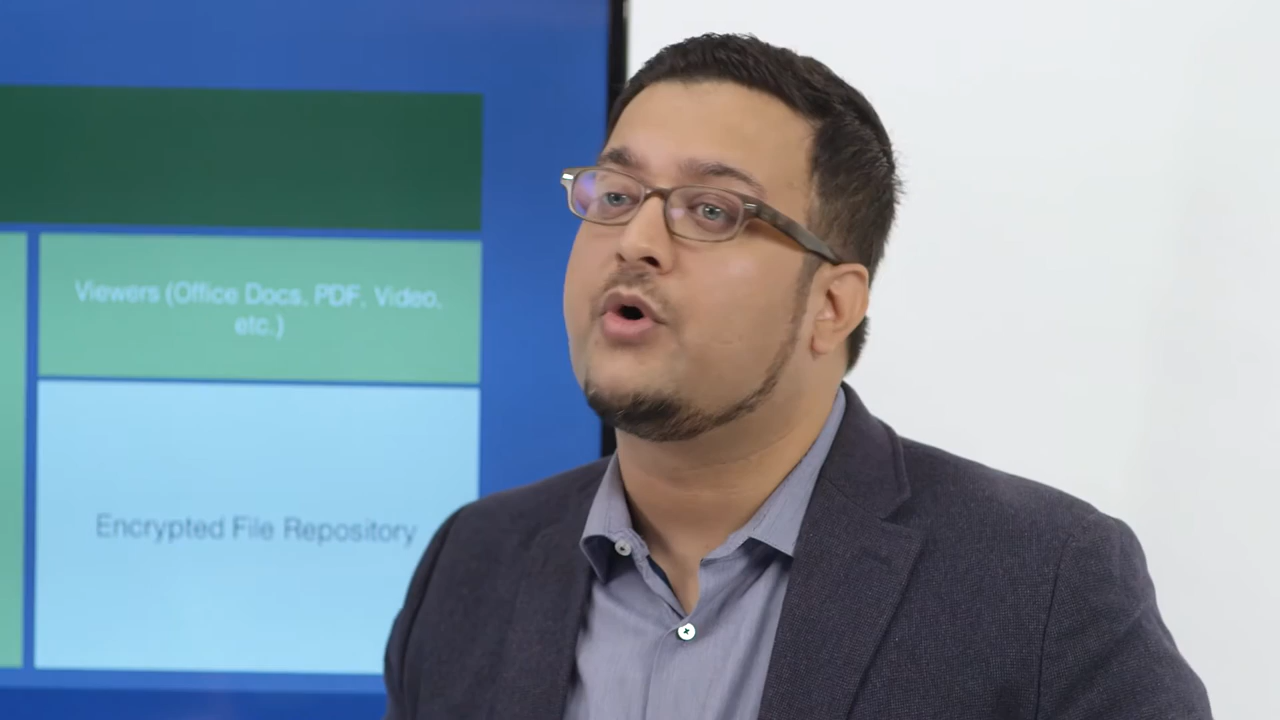 Viewers (Office Docs, PDF, Video,
etc.)
Encrypted File Repository